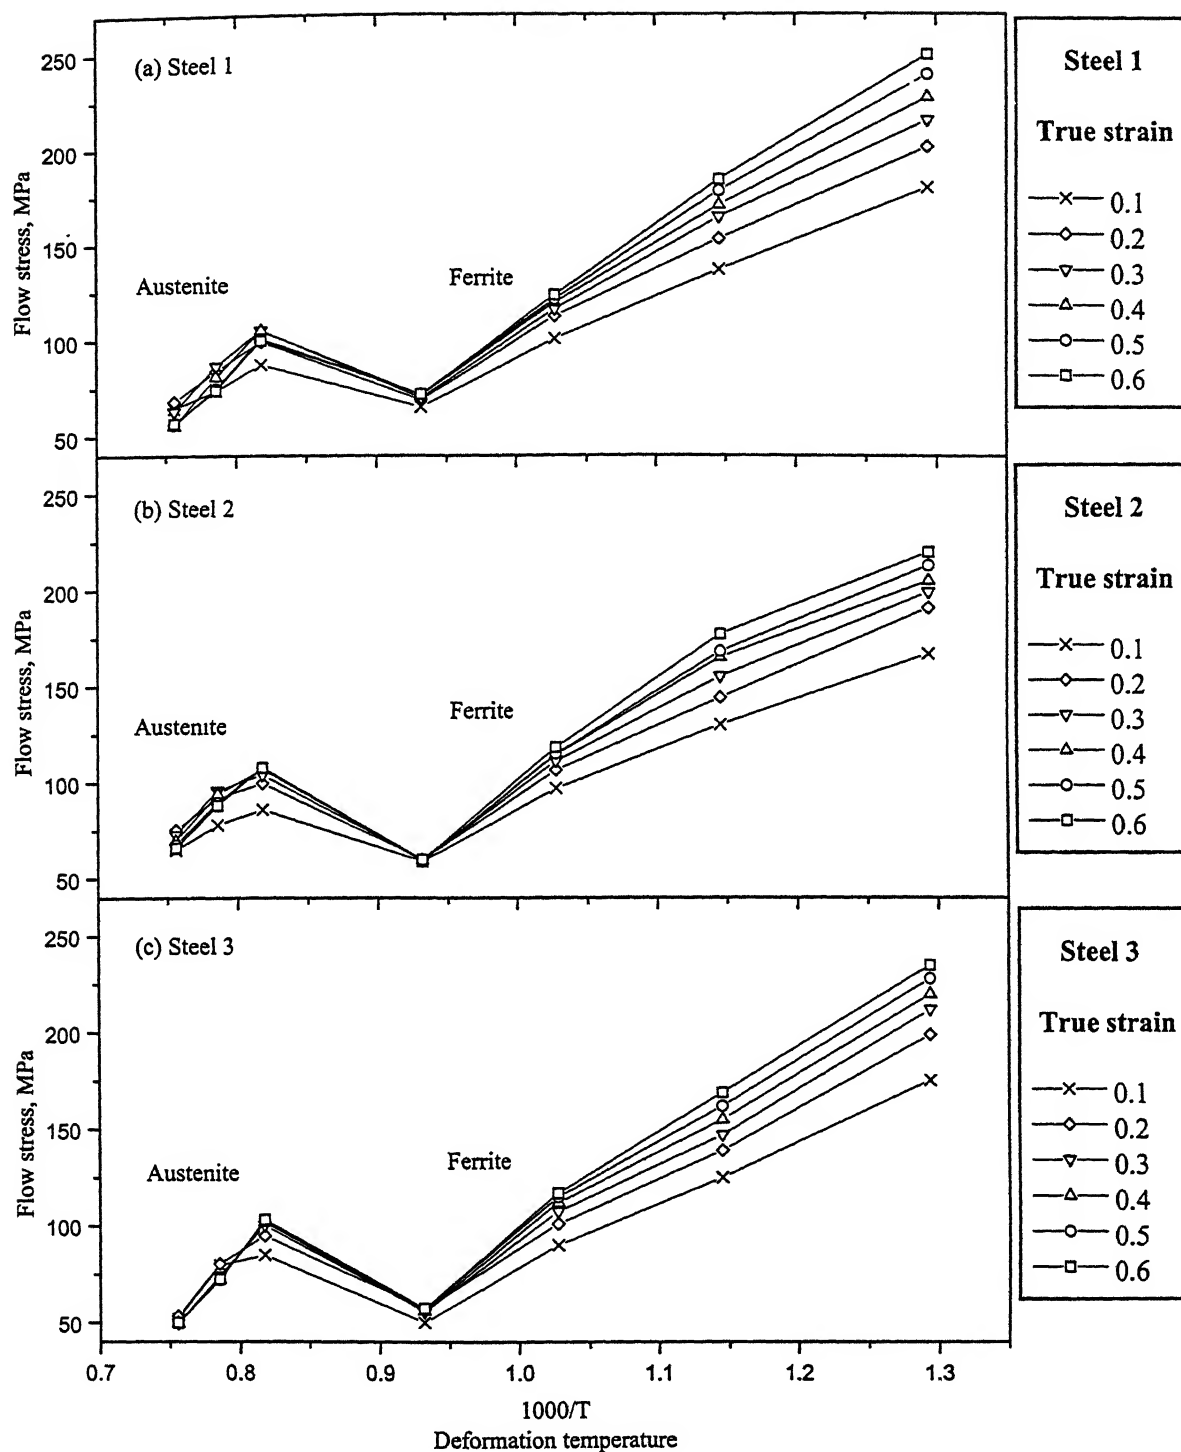 (a) Steel 1
250
200
150
100
50
Flow stress, MPa
Austenite
Ferrite
Steel 1
True strain
0.1
0.2
0.3
0.4
0.5
0.6
(b) Steel 2
250
200
150
100
50
Flow stress, MPa
Austenite
Ferrite
Steel 2
True strain
0.1
0.2
0.3
0.4
0.5
0.6
(c) Steel 3
250
200
150
100
50
Flow stress, MPa
Austenite
Ferrite
Steel 3
True strain
0.1
0.2
0.3
0.4
0.5
0.6
0.7 0.8 0.9 1.0 1.1 1.2 1.3
1000/T
Deformation temperature